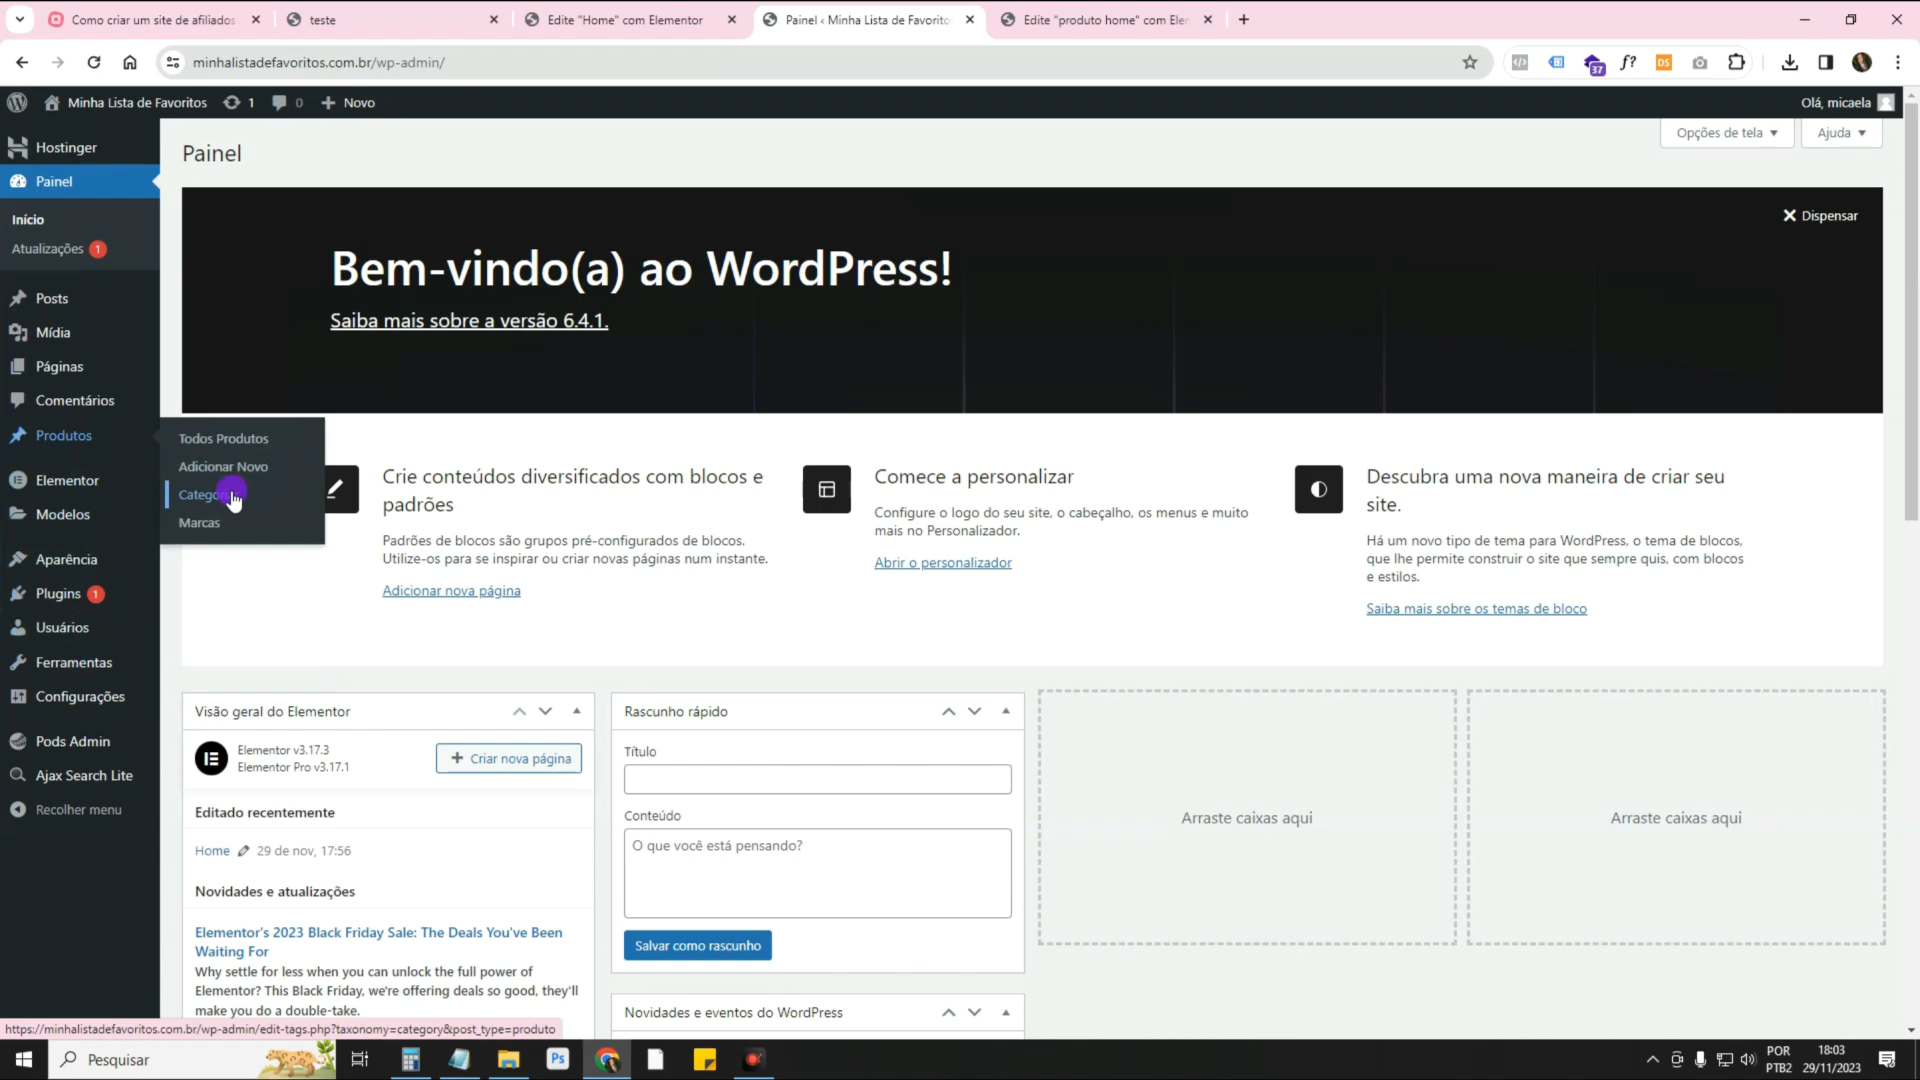 Como criar um site de afiliados
teste
Edite "Home" com Elementor
Painel ‹ Minha Lista de Favorito
Edite "produto home" com Ele
minhalistadefavoritos.com.br/wp-admin/
37
f?
DS
Minha Lista de Favoritos
1
0
Novo
Olá, micaela
Opções de tela
Ajuda
Hostinger
Painel
Início
Atualizações 1
Posts
Mídia
Páginas
Comentários
Produtos
Elementor
Modelos
Aparência
Plugins 1
Usuários
Ferramentas
Configurações
Pods Admin
Ajax Search Lite
Recolher menu
Todos Produtos
Adicionar Novo
Marcas
Painel
Dispensar
Bem-vindo(a) ao WordPress!
Saiba mais sobre a versão 6.4.1.
Crie conteúdos diversificados com blocos e
padrões
Padrões de blocos são grupos pré-configurados de blocos.
Utilize-os para se inspirar ou criar novas páginas num instante.
Adicionar nova página
Comece a personalizar
Configure o logo do seu site, o cabeçalho, os menus e muito
mais no Personalizador.
Abrir o personalizador
Descubra uma nova maneira de criar seu
site.
Há um novo tipo de tema para WordPress, o tema de blocos,
que lhe permite construir o site que sempre quis, com blocos
e estilos.
Saiba mais sobre os temas de bloco
Visão geral do Elementor
Elementor v3.17.3
Elementor Pro v3.17.1
Criar nova página
Editado recentemente
Home 29 de nov, 17:56
Novidades e atualizações
Elementor's 2023 Black Friday Sale: The Deals You've Been
Waiting For
Why settle for less when you can unlock the full power of
Elementor? This Black Friday, we're offering deals so good, they'll
make you do a double-take.
Rascunho rápido
Título
Conteúdo
O que você está pensando?
Salvar como rascunho
Novidades e eventos do WordPress
Arraste caixas aqui
Arraste caixas aqui
https://minhalistadefavoritos.com.br/wp-admin/edit-tags.php?taxonomy=category&post_type=produto
Pesquisar
Ps
POR
PTB2
18:03
29/11/2023